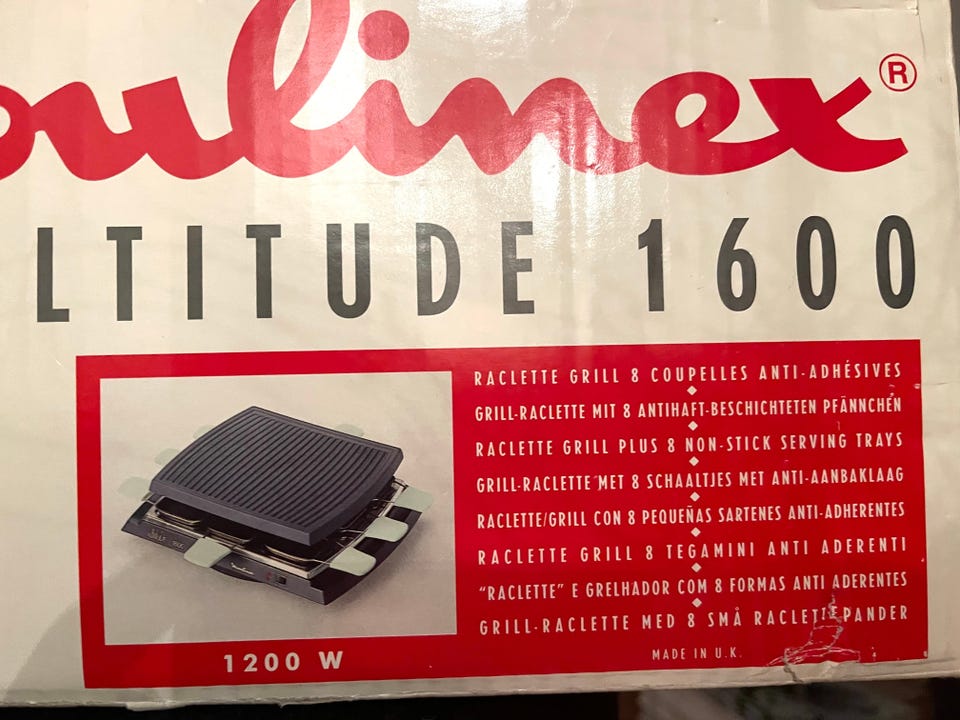 oulinex®
LTITUDE 1600
RACLETTE GRILL 8 COUPELLES ANTI-ADHÉSIVES
GRILL-RACLETTE MIT 8 ANTIHAFT-BESCHICHTETEN PFÄNNCHEN
RACLETTE GRILL PLUS 8 NON-STICK SERVING TRAYS
GRILL-RACLETTE MET 8 SCHAALTJES MET ANTI-AANBAKLAAG
RACLETTE/GRILL CON 8 PEQUEÑAS SARTENES ANTI-ADHERENTES
RACLETTE GRILL 8 TEGAMINI ANTI ADERENTI
"RACLETTE" E GRELHADOR COM 8 FORMAS ANTI ADERENTES
GRILL-RACLETTE MED 8 SMÅ RACLETTEPANDER
MADE IN U.K.
1200 W